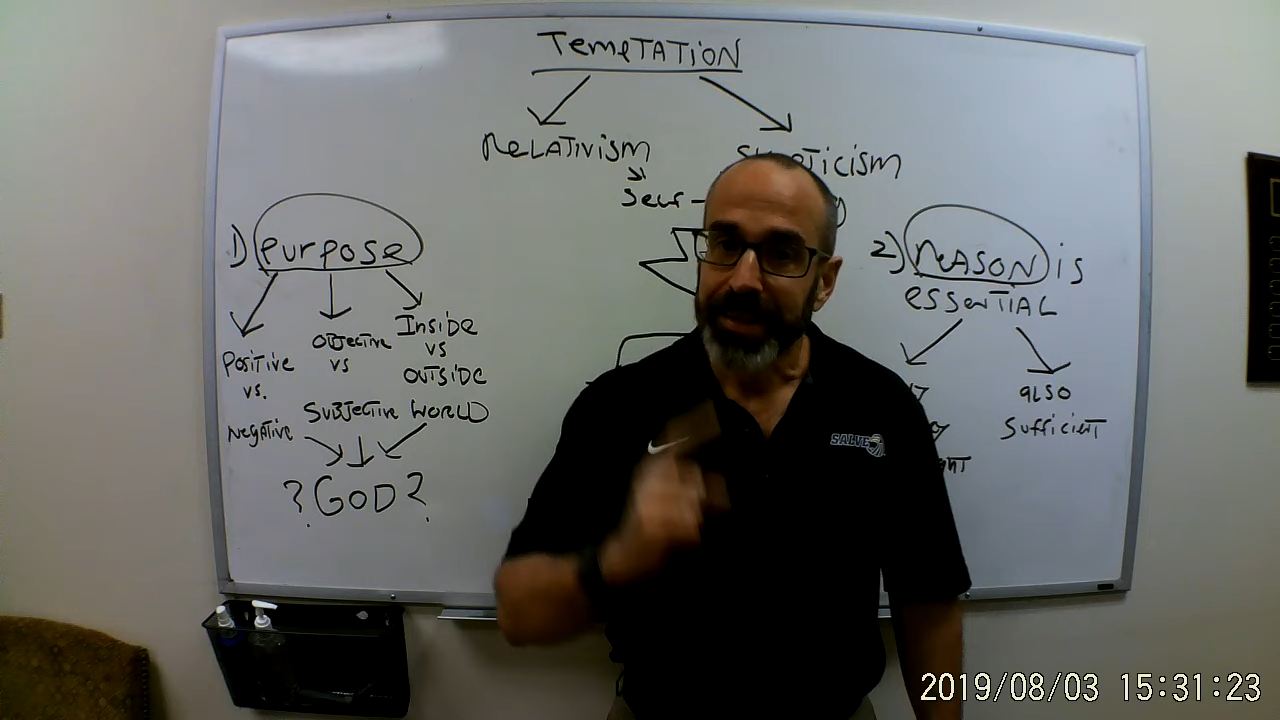 TemPTATiON
RelATivism
Self
1) Purpose
2) reASON is
essenTiAL
Positive
vs.
Negative
OBJective
vs
SUBJective
Inside
vs
OUTSiDe
WORLD
?GOD?
also
Sufficient
SALVE
2019/08/03 15:31:23